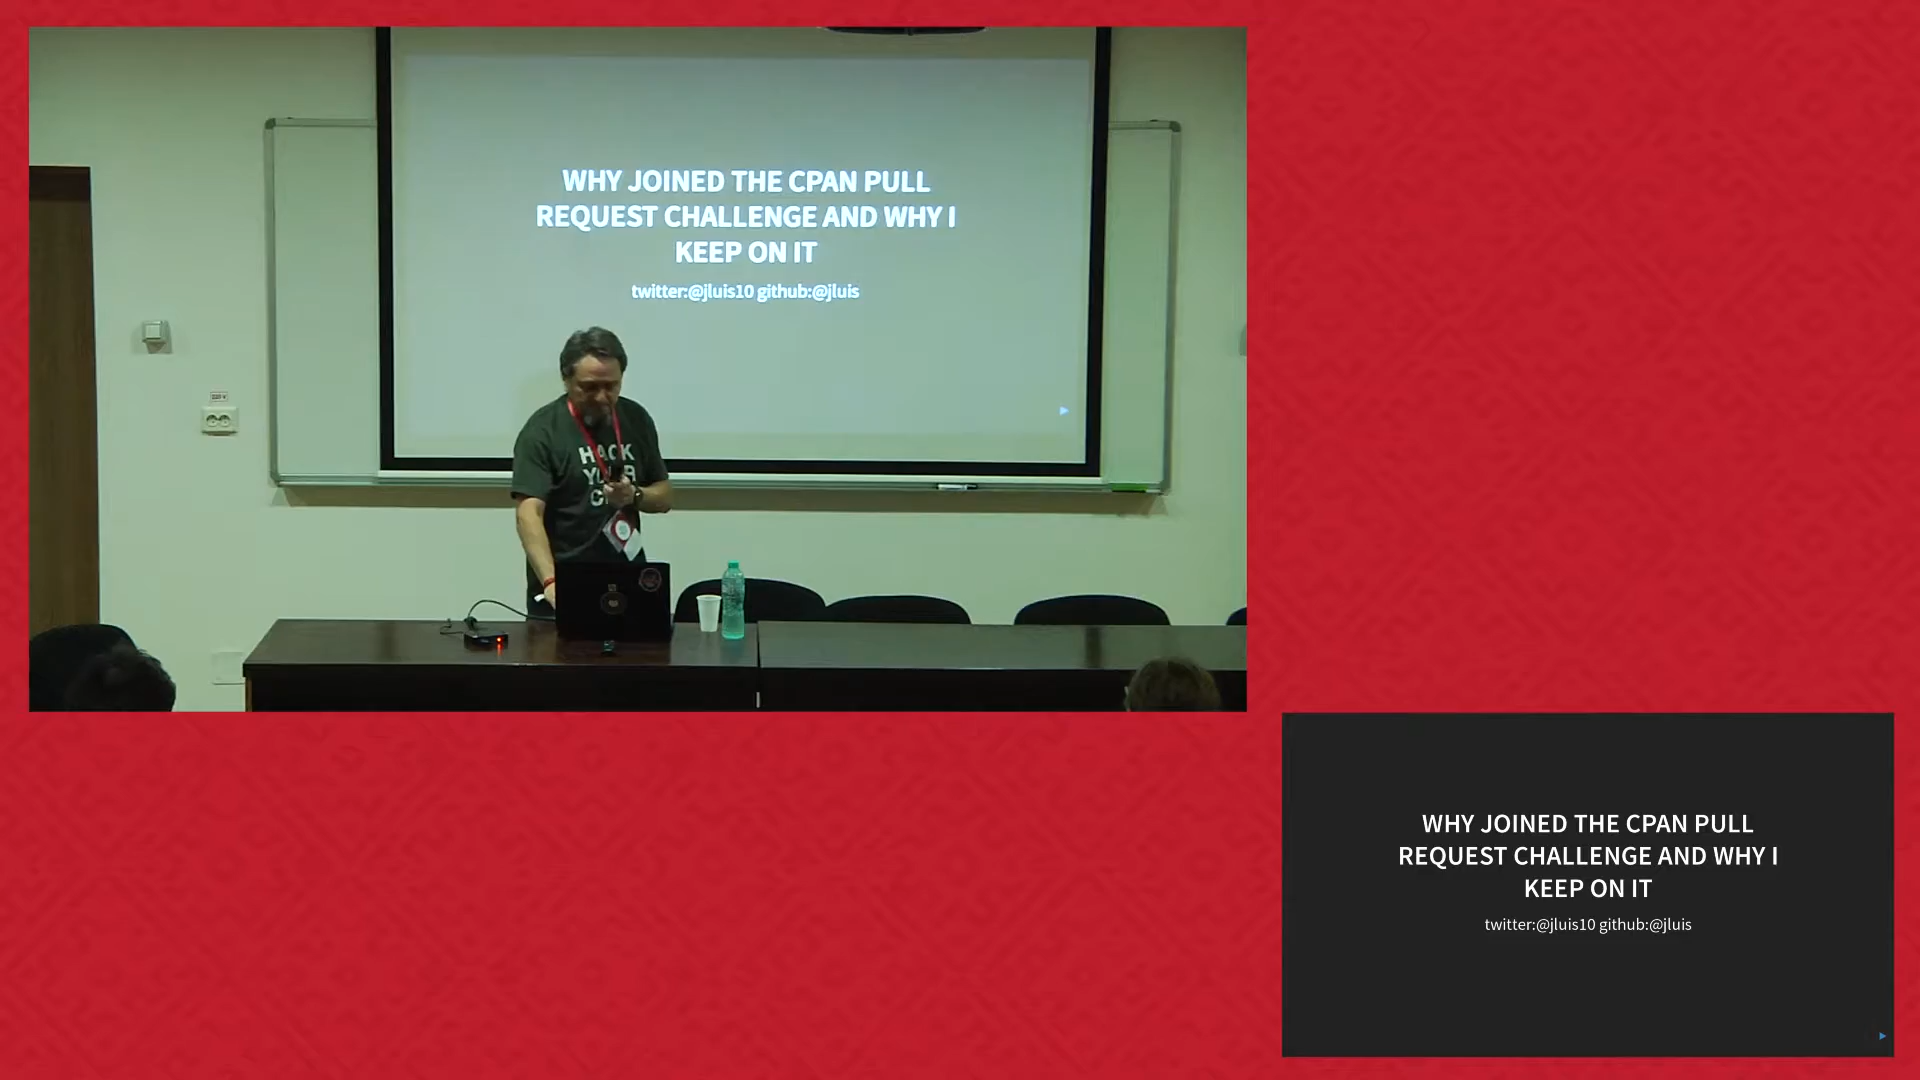 WHY JOINED THE CPAN PULL
REQUEST CHALLENGE AND WHY I
KEEP ON IT
twitter:@jluis10 github:@jluis
HACK
WHY JOINED THE CPAN PULL
REQUEST CHALLENGE AND WHY I
KEEP ON IT
twitter:@jluis10 github:@jluis